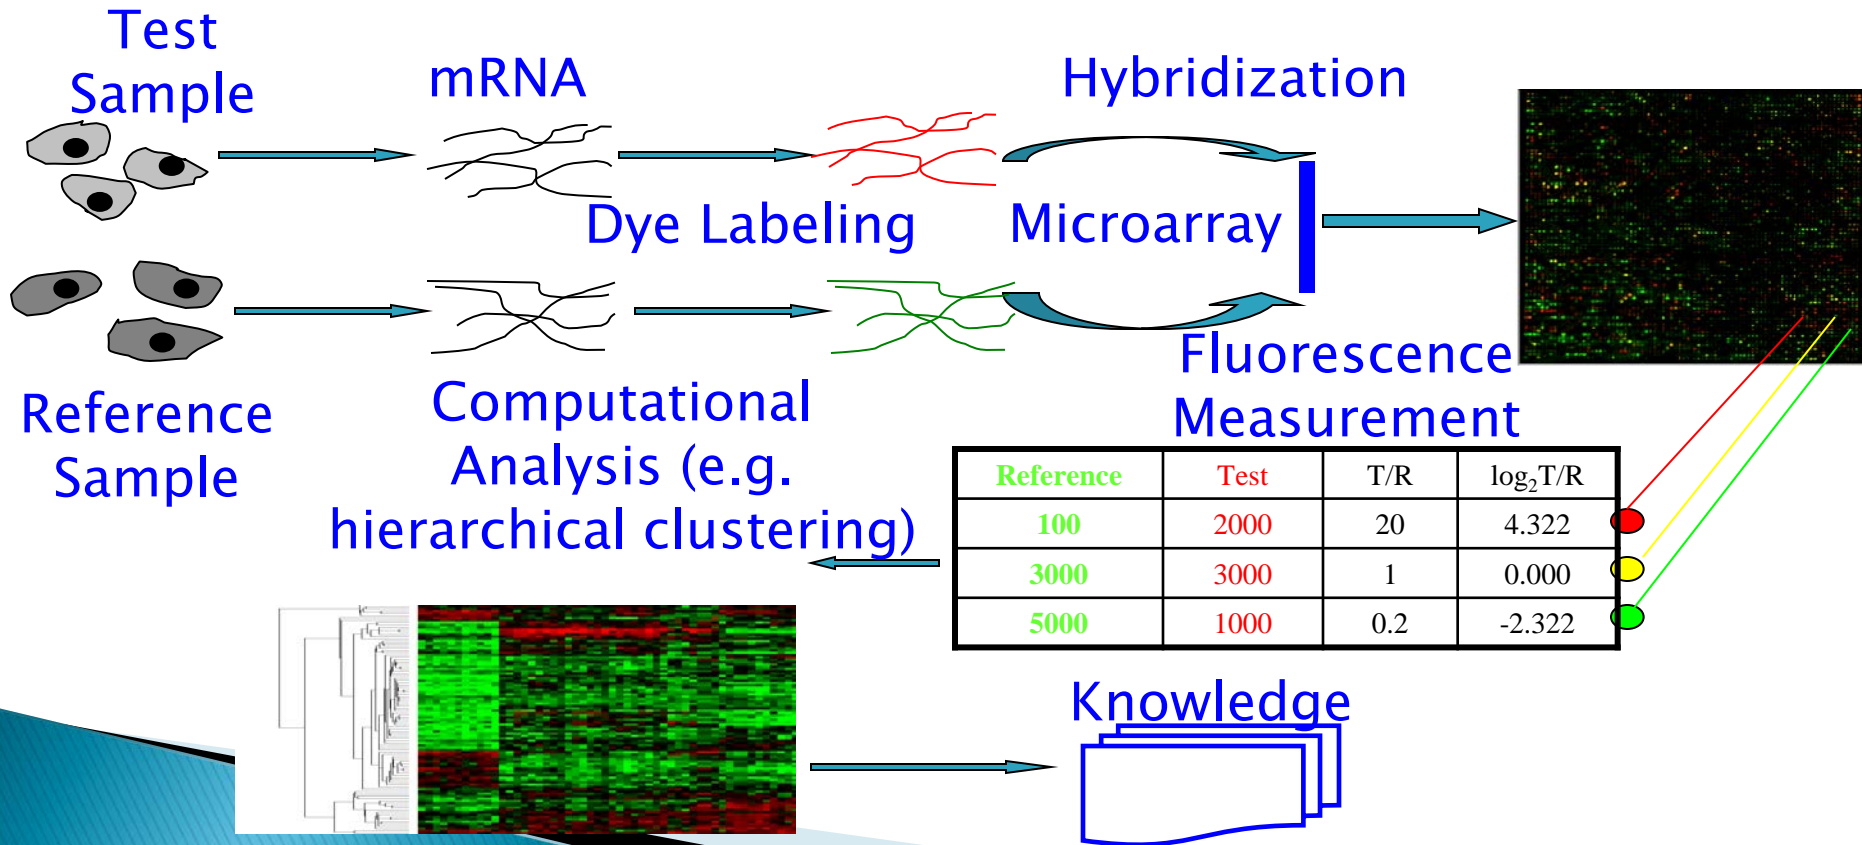 Test
Sample
mRNA
Hybridization
Dye Labeling
Microarray
Reference
Sample
Computational
Analysis (e.g.
hierarchical clustering)
Fluorescence
Measurement
Reference Test T/R log₂T/R
100 2000 20 4.322
3000 3000 1 0.000
5000 1000 0.2 -2.322
Knowledge